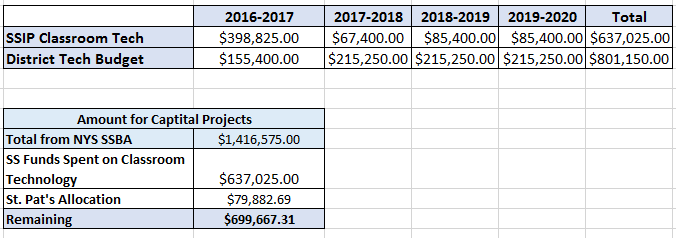 2016-2017 2017-2018 2018-2019 2019-2020 Total
SSIP Classroom Tech $398,825.00 $67,400.00 $85,400.00 $85,400.00 $637,025.00
District Tech Budget $155,400.00 $215,250.00 $215,250.00 $215,250.00 $801,150.00
Amount for Captital Projects
Total from NYS SSBA $1,416,575.00
SS Funds Spent on Classroom
Technology $637,025.00
St. Pat's Allocation $79,882.69
Remaining $699,667.31